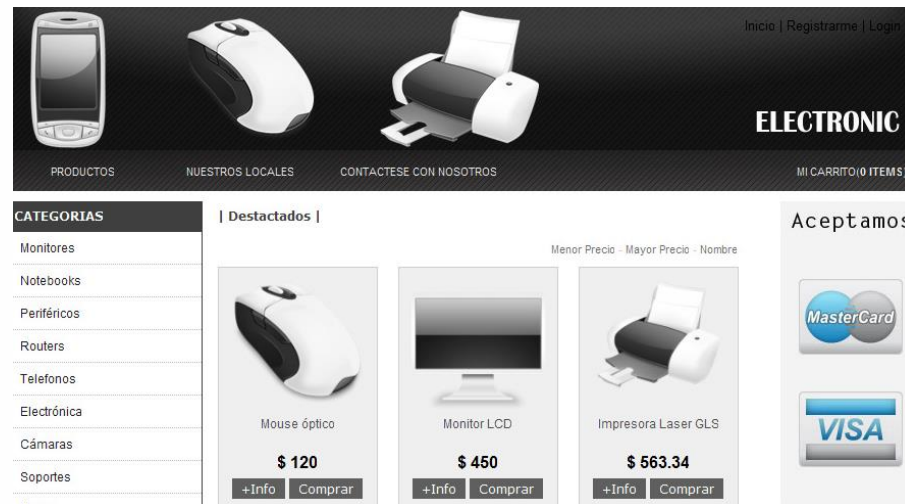 Inicio | Registrarme | Login
ELECTRONIC
PRODUCTOS
NUESTROS LOCALES
CONTACTESE CON NOSOTROS
MI CARRITO(0 ITEMS)
CATEGORIAS
Monitores
Notebooks
Periféricos
Routers
Telefonos
Electrónica
Cámaras
Soportes
| Destactados |
Menor Precio - Mayor Precio - Nombre
Mouse óptico
$ 120
+Info Comprar
Monitor LCD
$ 450
+Info Comprar
Impresora Laser GLS
$ 563.34
+Info Comprar
Aceptamos
MasterCard
VISA